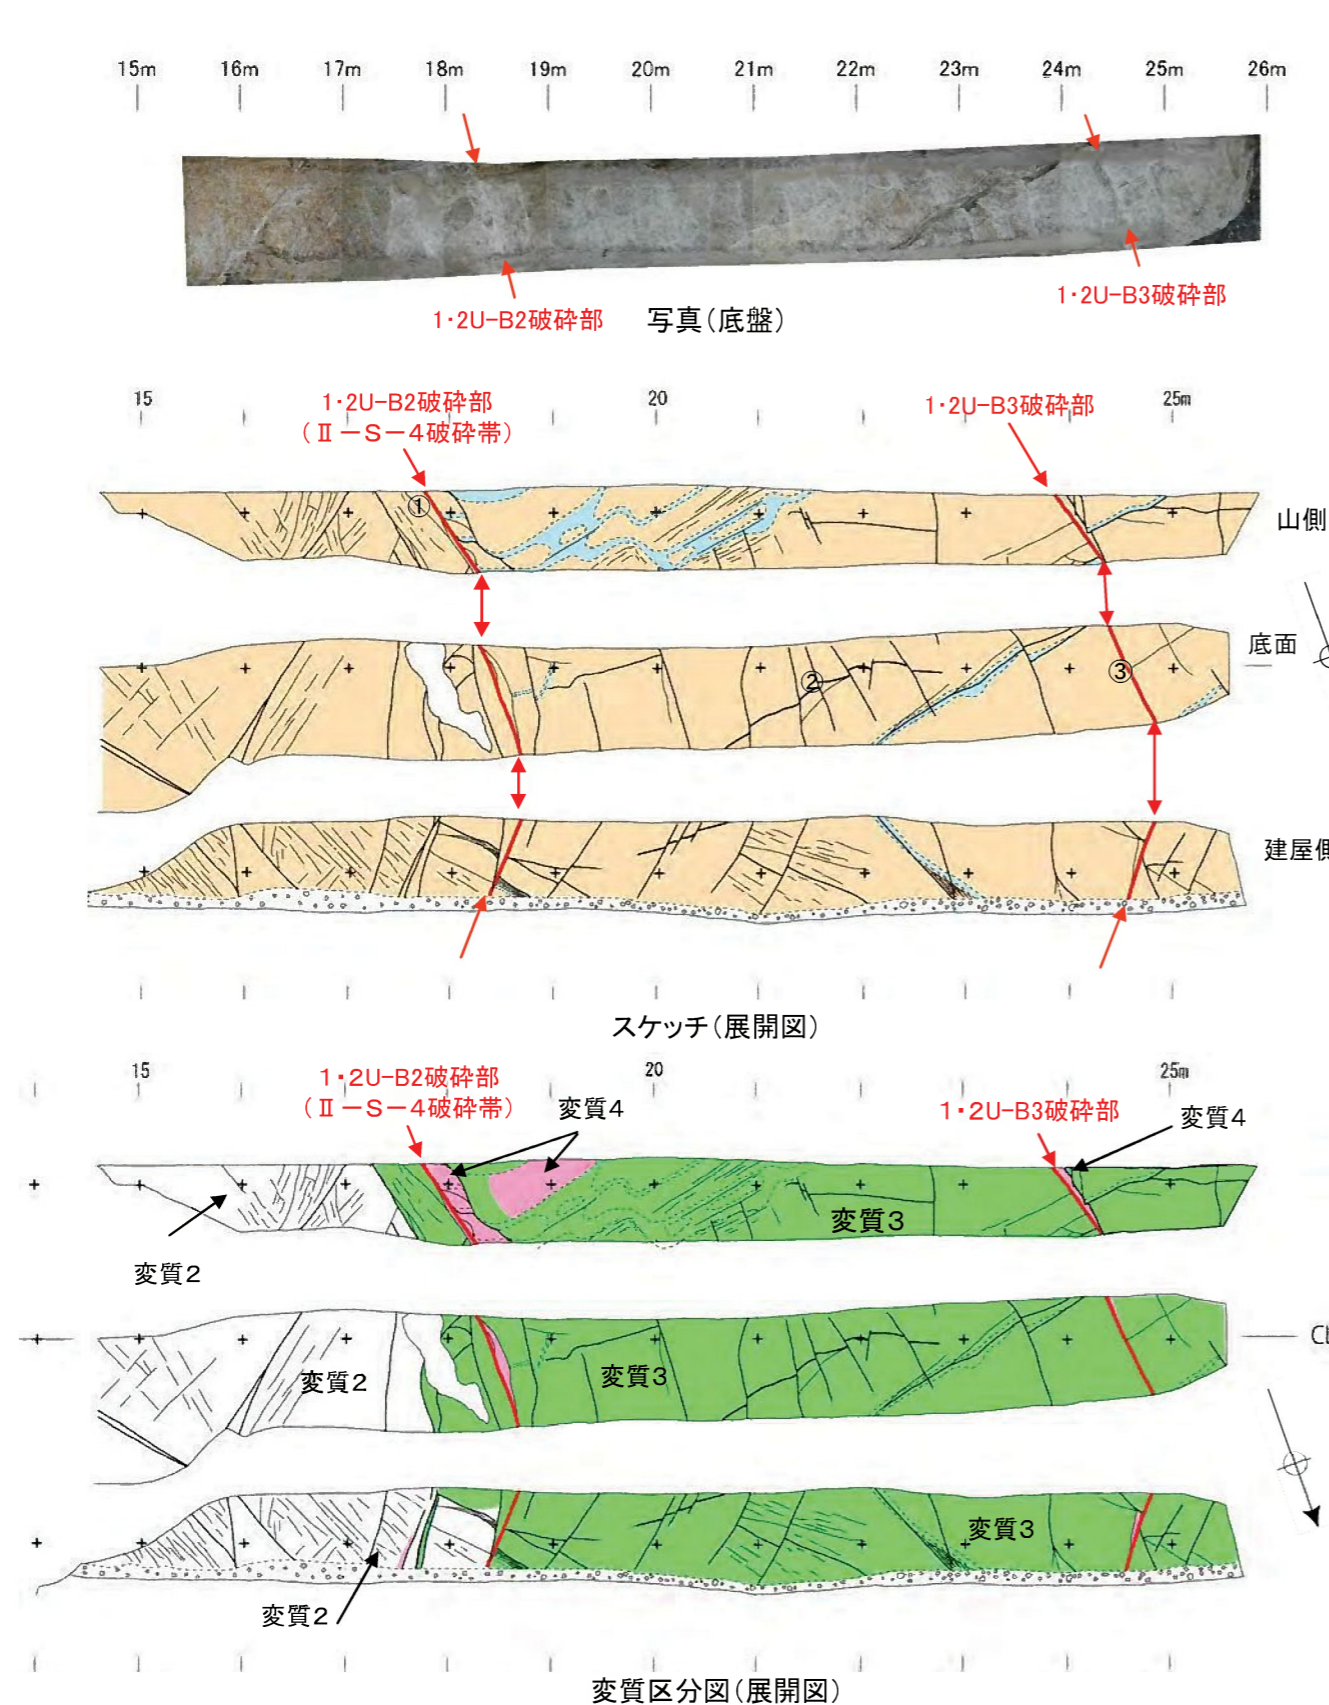 15m 16m 17m 18m 19m 20m 21m 22m 23m 24m 25m 26m
1・2U-B2破砕部
写真(底盤)
1・2U-B3破砕部
15 20 25m
1・2U-B2破砕部
(Ⅱ-S-4破砕帯)
1・2U-B3破砕部
①
山側
底面
②
③
建屋側
スケッチ(展開図)
15 20 25m
1・2U-B2破砕部
(Ⅱ-S-4破砕帯)
変質4
1・2U-B3破砕部
変質4
変質3
変質2
変質2
変質3
変質3
変質2
変質区分図(展開図)